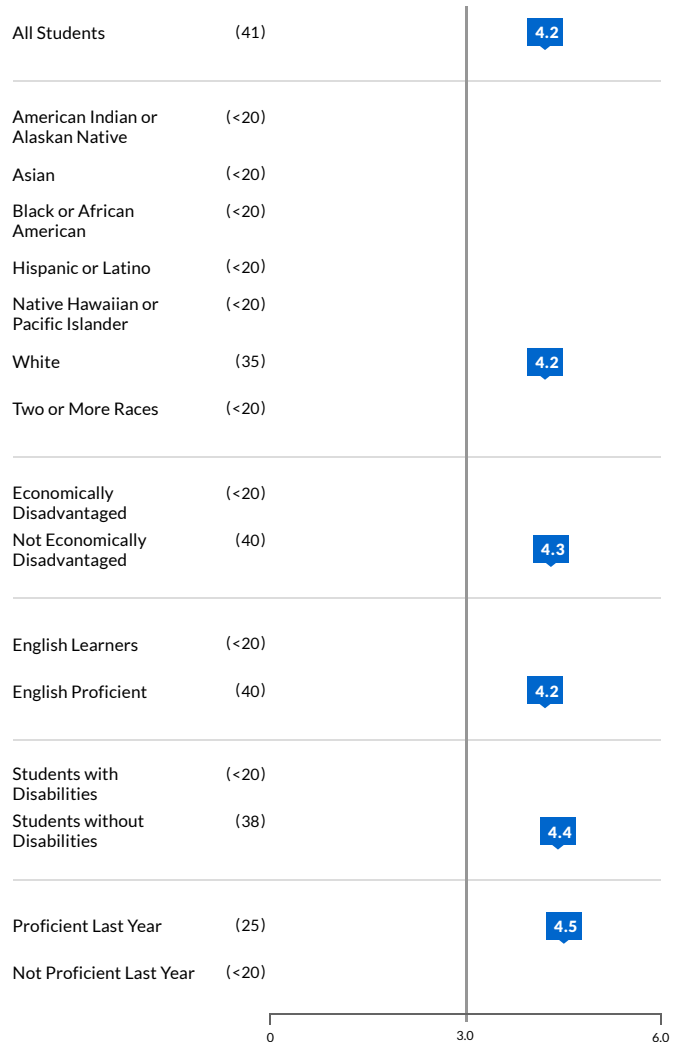 All Students (41) 4.2
American Indian or (<20)
Alaskan Native
Asian (<20)
Black or African (<20)
American
Hispanic or Latino (<20)
Native Hawaiian or (<20)
Pacific Islander
White (35) 4.2
Two or More Races (<20)
Economically (<20)
Disadvantaged
Not Economically (40) 4.3
Disadvantaged
English Learners (<20)
English Proficient (40) 4.2
Students with (<20)
Disabilities
Students without (38) 4.4
Disabilities
Proficient Last Year (25) 4.5
Not Proficient Last Year (<20)
0 3.0 6.0